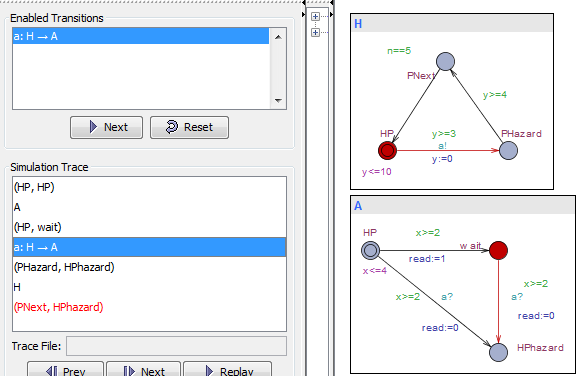 Enabled Transitions
a: H → A
Next
Reset
Simulation Trace
(HP, HP)
A
(HP, wait)
a: H → A
(PHazard, HPhazard)
H
(PNext, HPhazard)
Trace File:
Prev
Next
Replay
H
n==5
PNext
y>=4
HP
y>=3
PHazard
a!
y:=0
y<=10
A
HP
x>=2
wait
read:=1
x<=4
x>=2
a?
x>=2
a?
read:=0
read:=0
HPhazard